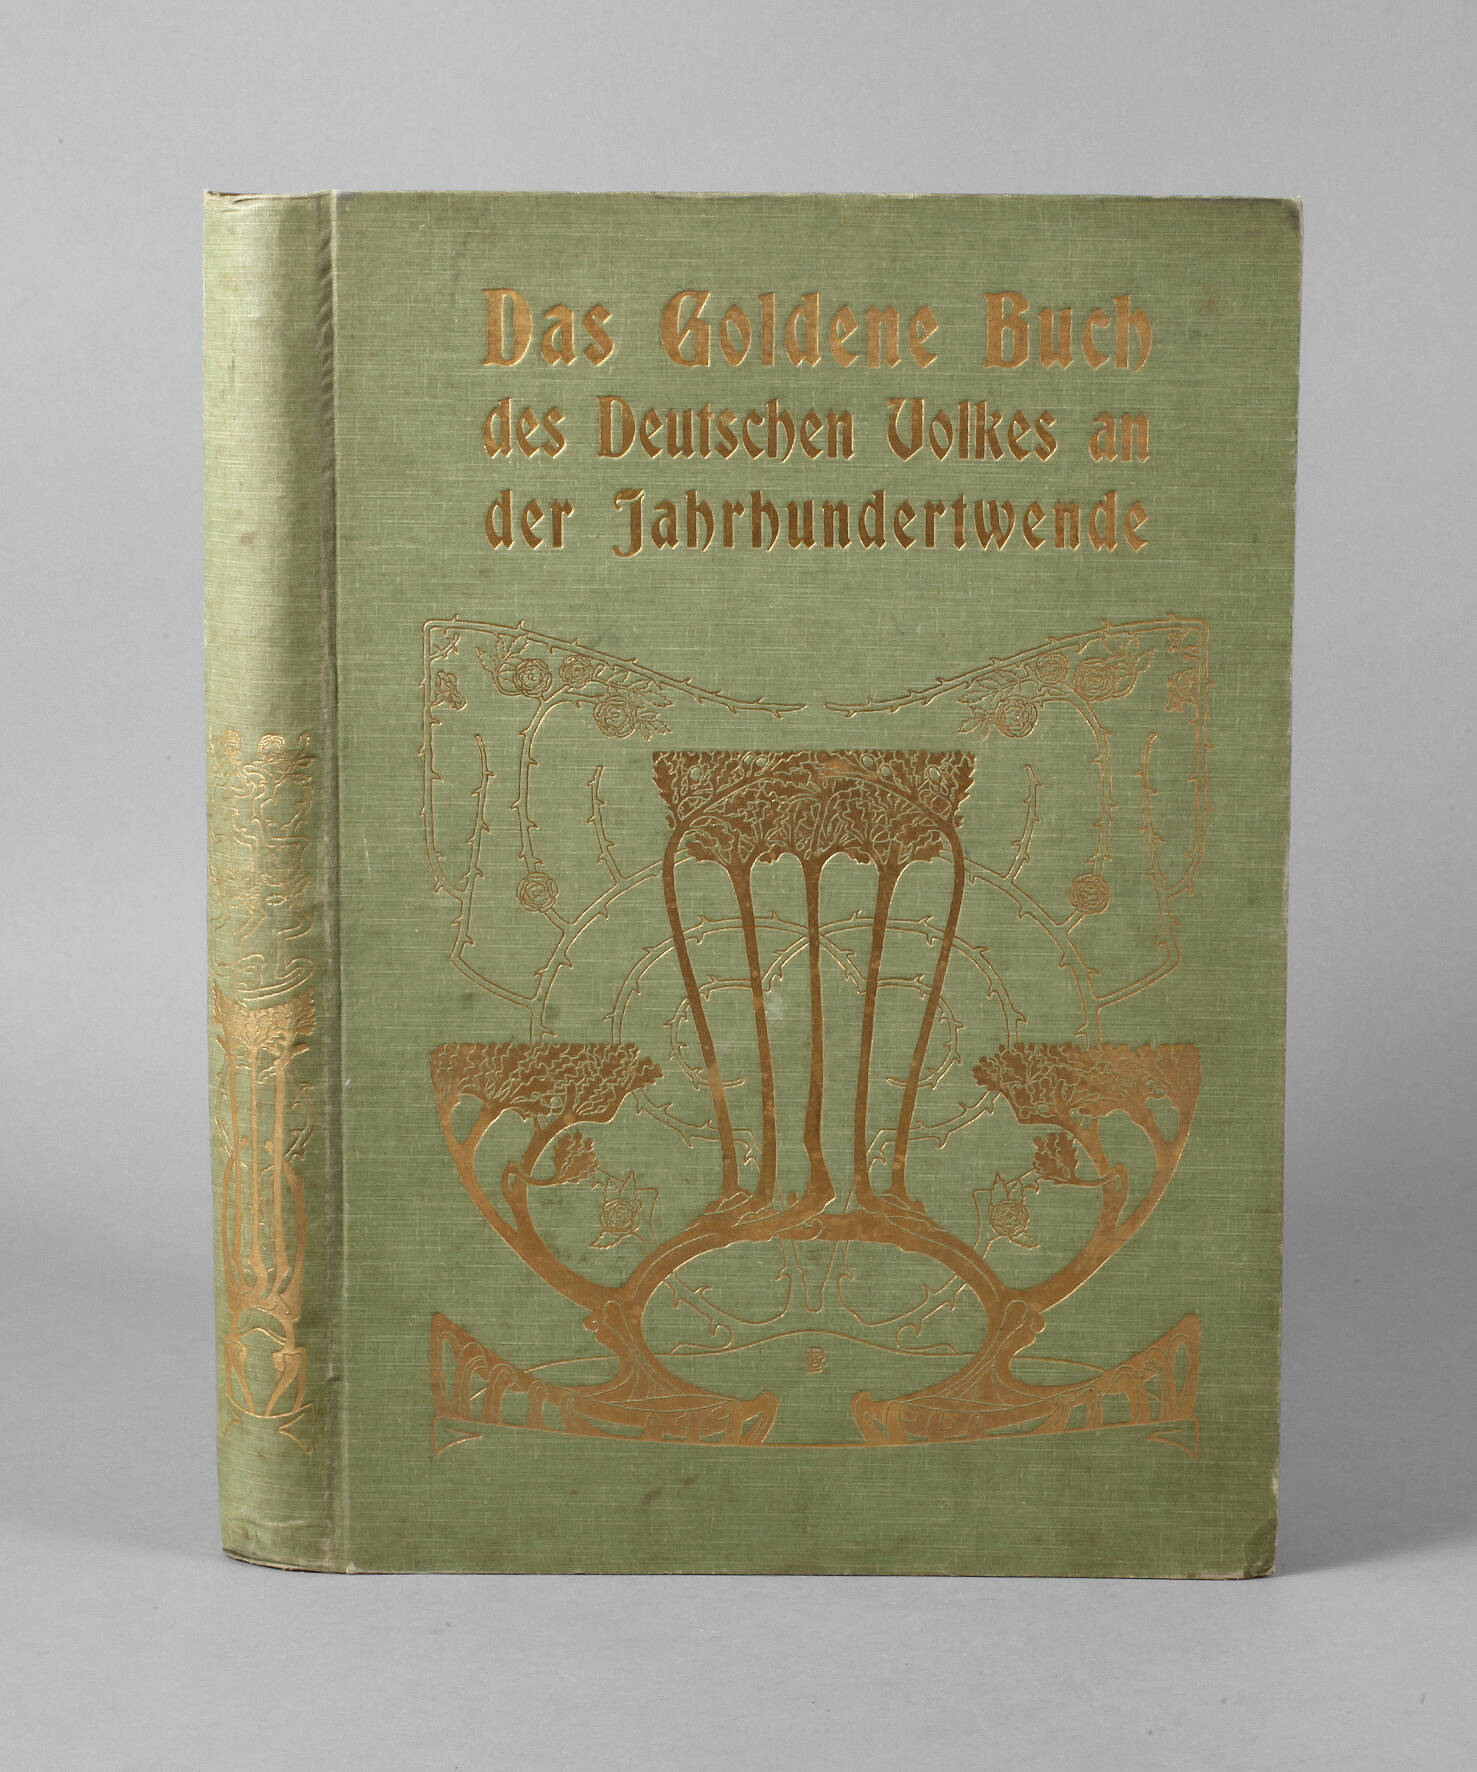 Das Goldene Buch
des Deutschen Volkes an
der Jahrhundertwende